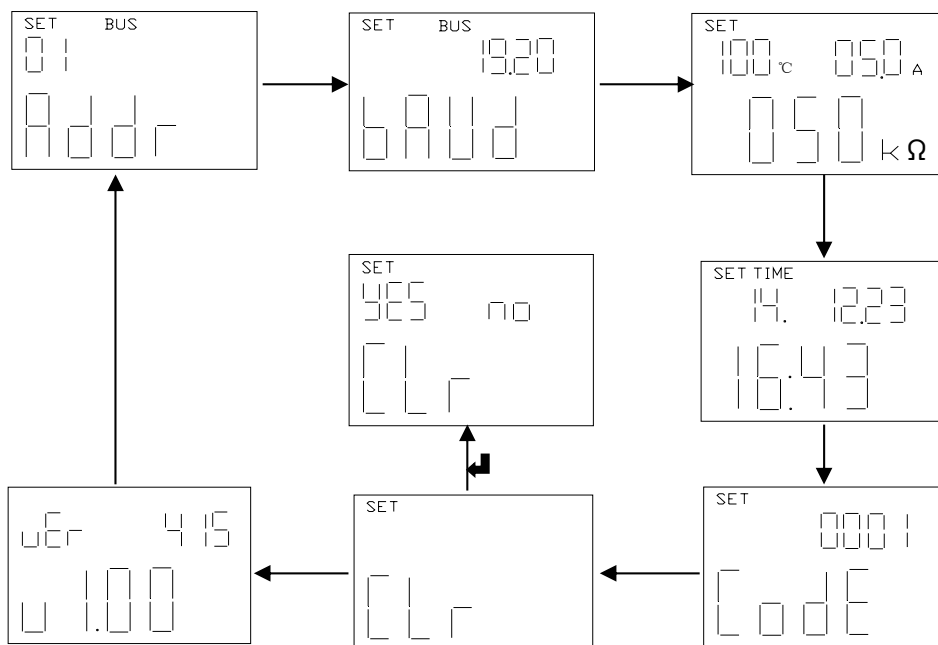 SET BUS
01
Addr
SET BUS
19.20
bAUd
SET
100 ℃ 05.0 A
050 kΩ
SET
YES no
CLr
SET TIME
14. 12.23
16:43
uEr 415
u 1.00
SET
CLr
SET
0001
CodE